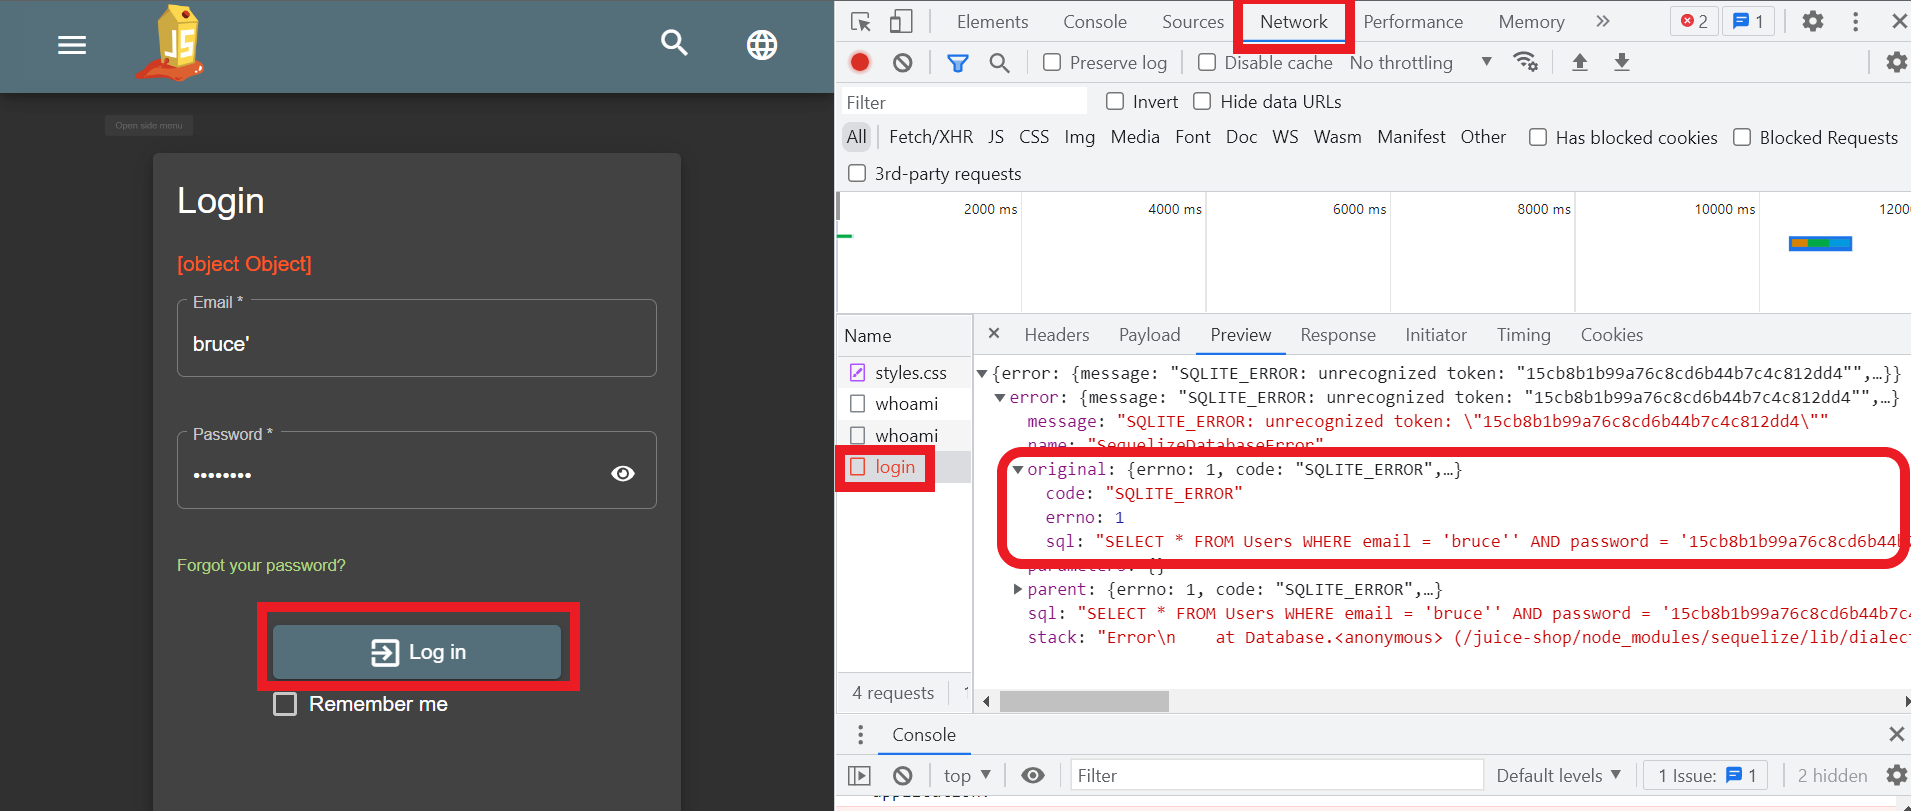 JS
Open side menu
Login
[object Object]
Email *
bruce'
Password *
••••••••
Forgot your password?
Log in
Remember me
Elements Console Sources Network Performance Memory » 2 1
Preserve log Disable cache No throttling
Filter Invert Hide data URLs
All Fetch/XHR JS CSS Img Media Font Doc WS Wasm Manifest Other Has blocked cookies Blocked Requests
3rd-party requests
2000 ms 4000 ms 6000 ms 8000 ms 10000 ms 1200
Name
styles.css
whoami
whoami
login
4 requests
Headers Payload Preview Response Initiator Timing Cookies
{error: {message: "SQLITE_ERROR: unrecognized token: "15cb8b1b99a76c8cd6b44b7c4c812dd4"",…}}
error: {message: "SQLITE_ERROR: unrecognized token: "15cb8b1b99a76c8cd6b44b7c4c812dd4"",…}
message: "SQLITE_ERROR: unrecognized token: \"15cb8b1b99a76c8cd6b44b7c4c812dd4\""
name: "SequelizeDatabaseError"
original: {errno: 1, code: "SQLITE_ERROR",…}
code: "SQLITE_ERROR"
errno: 1
sql: "SELECT * FROM Users WHERE email = 'bruce'' AND password = '15cb8b1b99a76c8cd6b44b
parameters: {}
parent: {errno: 1, code: "SQLITE_ERROR",…}
sql: "SELECT * FROM Users WHERE email = 'bruce'' AND password = '15cb8b1b99a76c8cd6b44b7c4
stack: "Error\n    at Database.<anonymous> (/juice-shop/node_modules/sequelize/lib/dialect
Console
top Filter Default levels 1 Issue: 1 2 hidden
application.